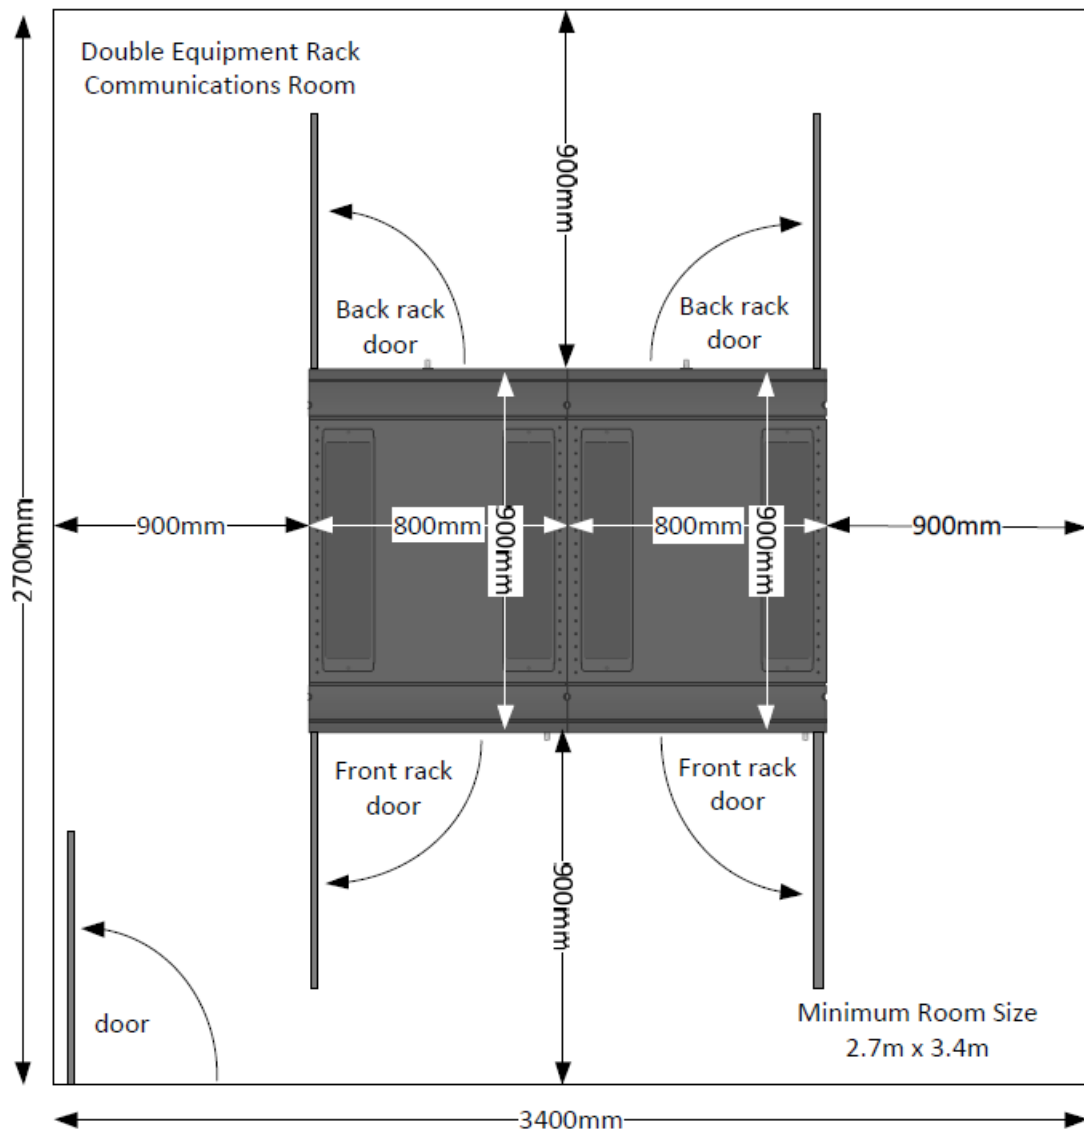 Double Equipment Rack
Communications Room
900mm
Back rack
door
Back rack
door
2700mm
900mm
800mm
900mm
800mm
900mm
900mm
Front rack
door
Front rack
door
900mm
door
Minimum Room Size
2.7m x 3.4m
3400mm